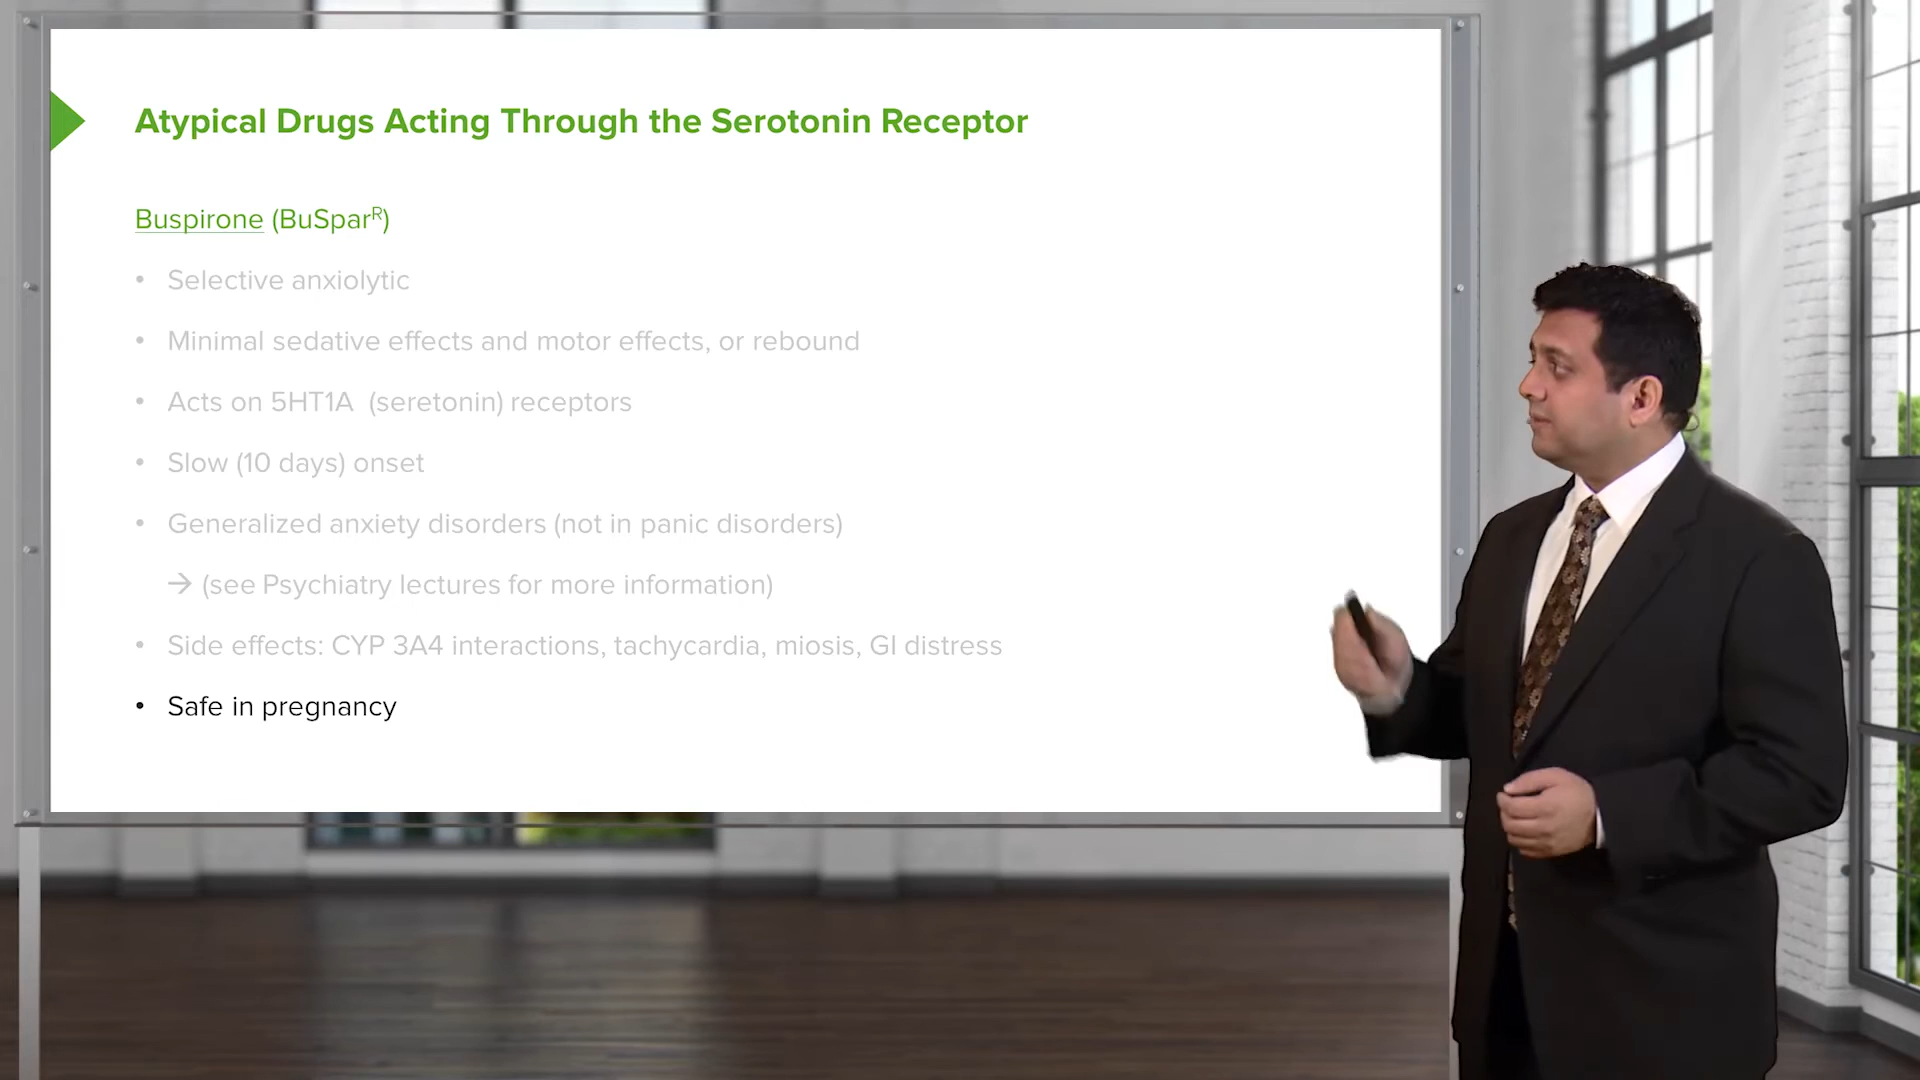 Atypical Drugs Acting Through the Serotonin Receptor
Buspirone (BuSparᴿ)
• Selective anxiolytic
• Minimal sedative effects and motor effects, or rebound
• Acts on 5HT1A (seretonin) receptors
• Slow (10 days) onset
• Generalized anxiety disorders (not in panic disorders)
→ (see Psychiatry lectures for more information)
• Side effects: CYP 3A4 interactions, tachycardia, miosis, GI distress
• Safe in pregnancy